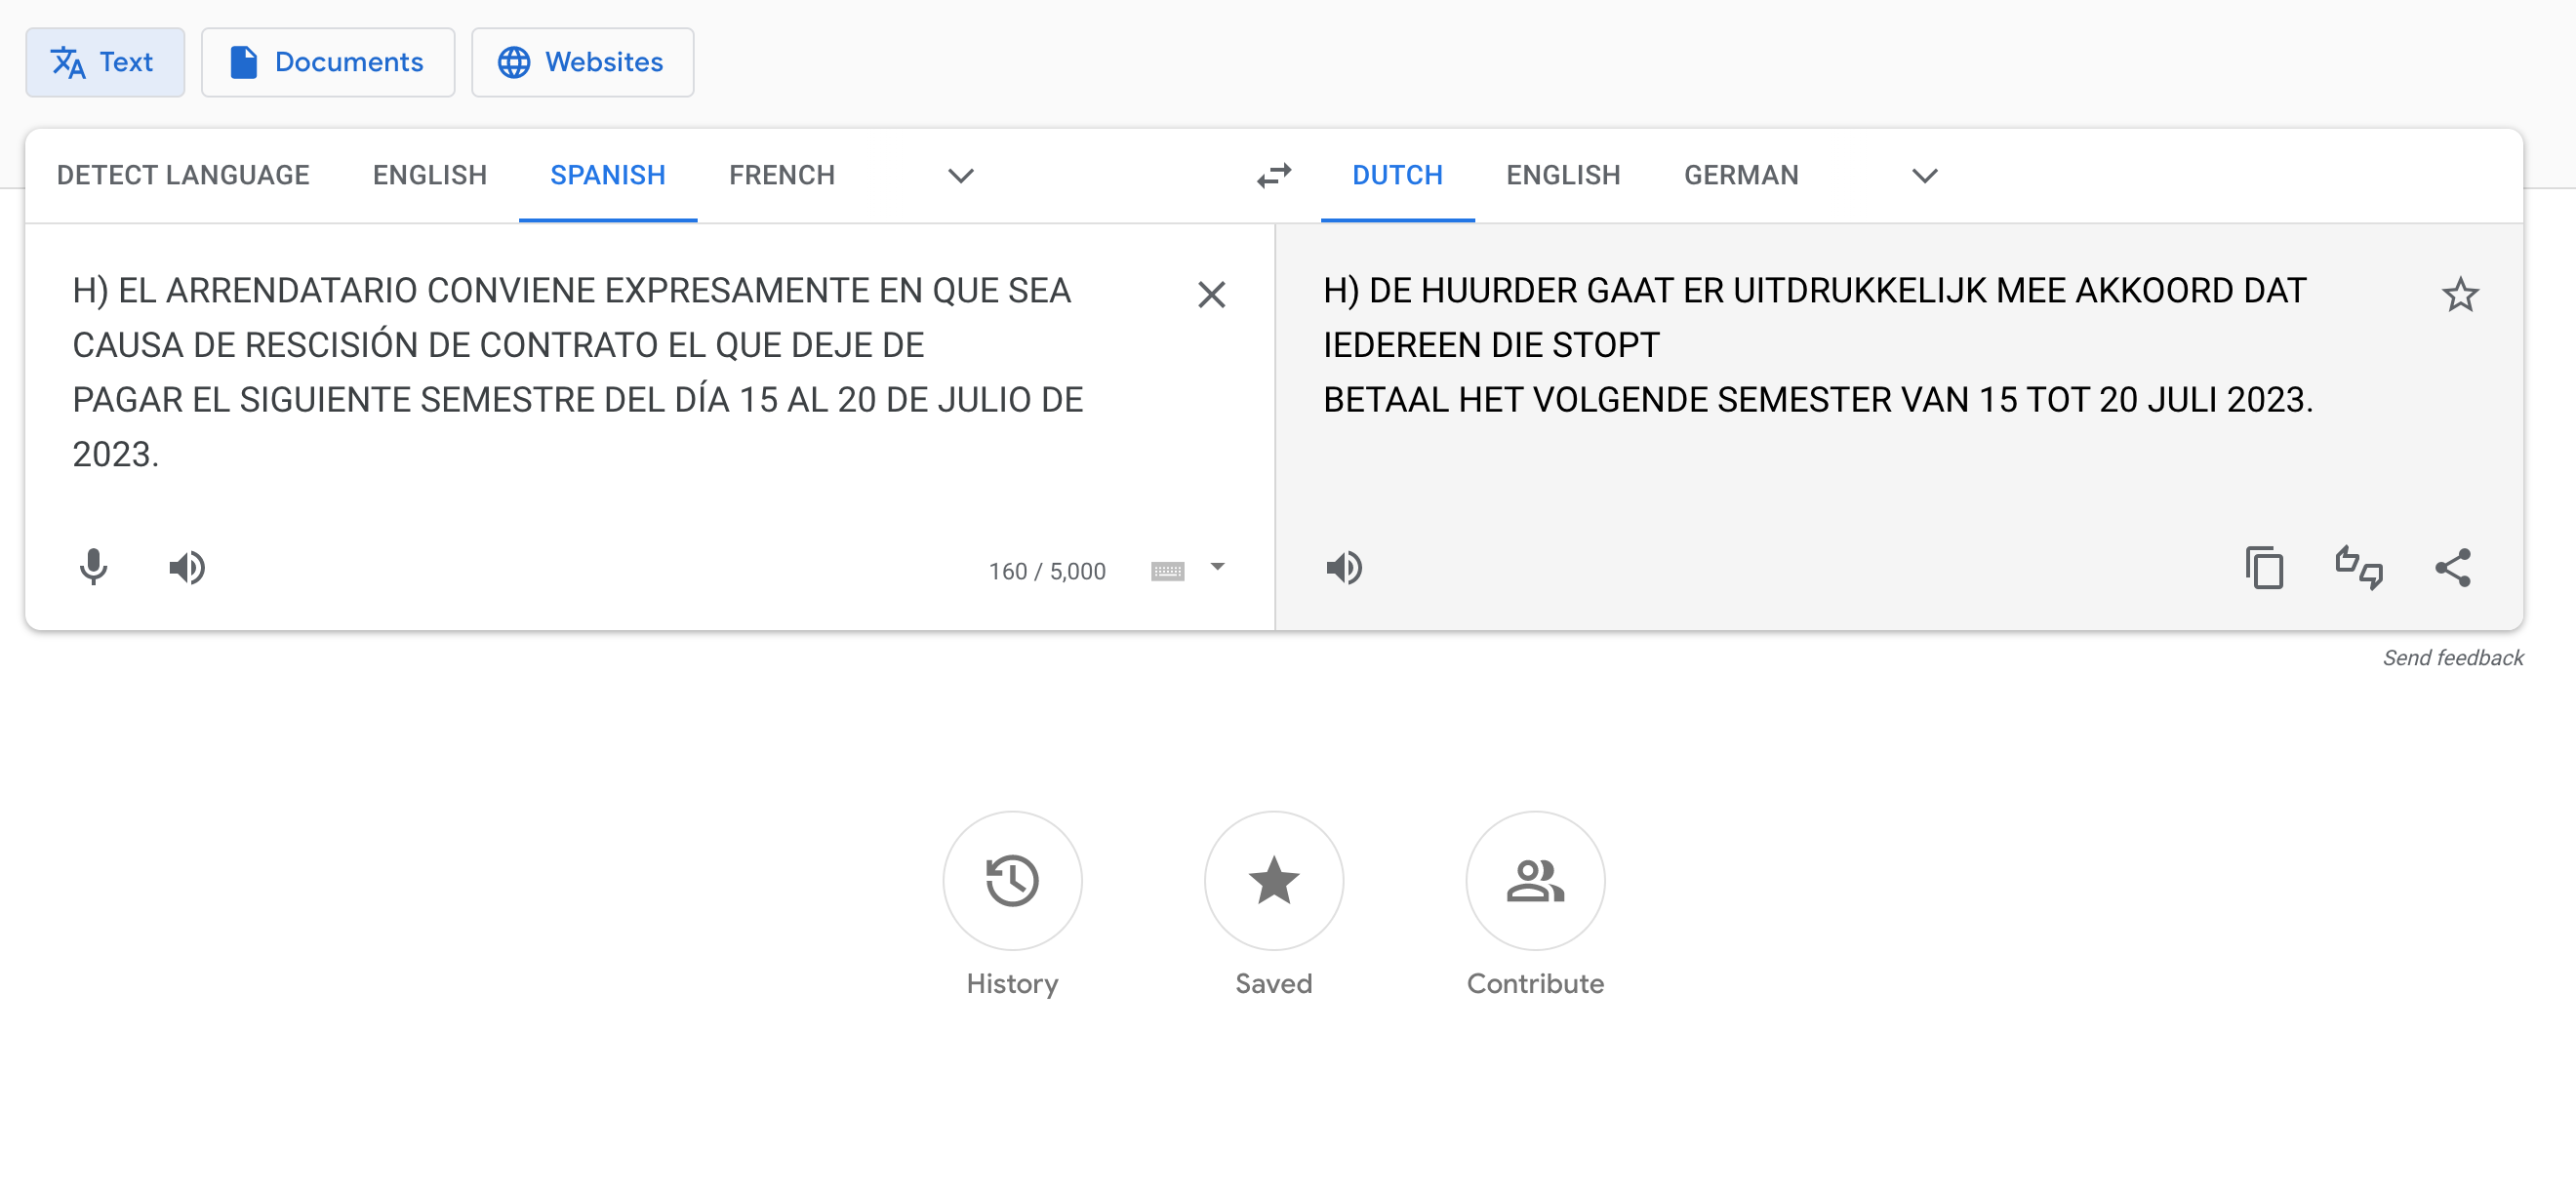 Text
Documents
Websites
DETECT LANGUAGE
ENGLISH
SPANISH
FRENCH
DUTCH
ENGLISH
GERMAN
H) EL ARRENDATARIO CONVIENE EXPRESAMENTE EN QUE SEA
CAUSA DE RESCISIÓN DE CONTRATO EL QUE DEJE DE
PAGAR EL SIGUIENTE SEMESTRE DEL DÍA 15 AL 20 DE JULIO DE
2023.
160 / 5,000
H) DE HUURDER GAAT ER UITDRUKKELIJK MEE AKKOORD DAT
IEDEREEN DIE STOPT
BETAAL HET VOLGENDE SEMESTER VAN 15 TOT 20 JULI 2023.
Send feedback
History
Saved
Contribute